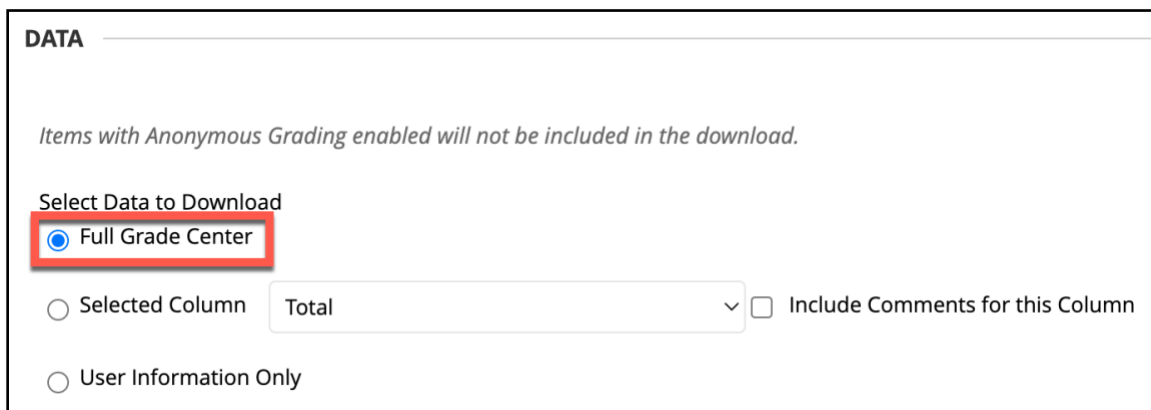 DATA
Items with Anonymous Grading enabled will not be included in the download.
Select Data to Download
Full Grade Center
Selected Column Total Include Comments for this Column
User Information Only